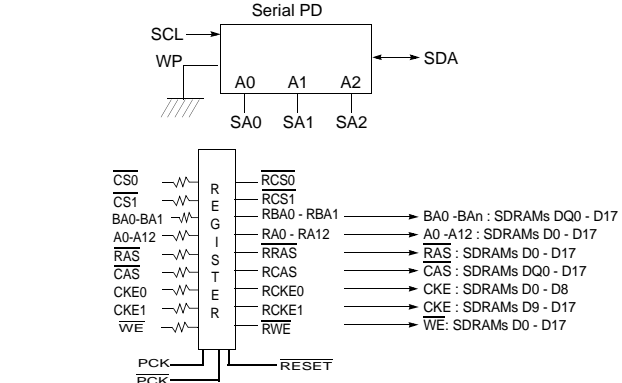 Serial PD
SCL
WP
SDA
A0 A1 A2
SA0 SA1 SA2
CS0 RCS0
CS1 RCS1
BA0-BA1 RBA0 - RBA1 BA0 -BAn : SDRAMs DQ0 - D17
A0-A12 RA0 - RA12 A0 -A12 : SDRAMs D0 - D17
RAS RRAS RAS : SDRAMs D0 - D17
CAS RCAS CAS : SDRAMs DQ0 - D17
CKE0 RCKE0 CKE : SDRAMs D0 - D8
CKE1 RCKE1 CKE : SDRAMs D9 - D17
WE RWE WE: SDRAMs D0 - D17
REGISTER
PCK RESET
PCK